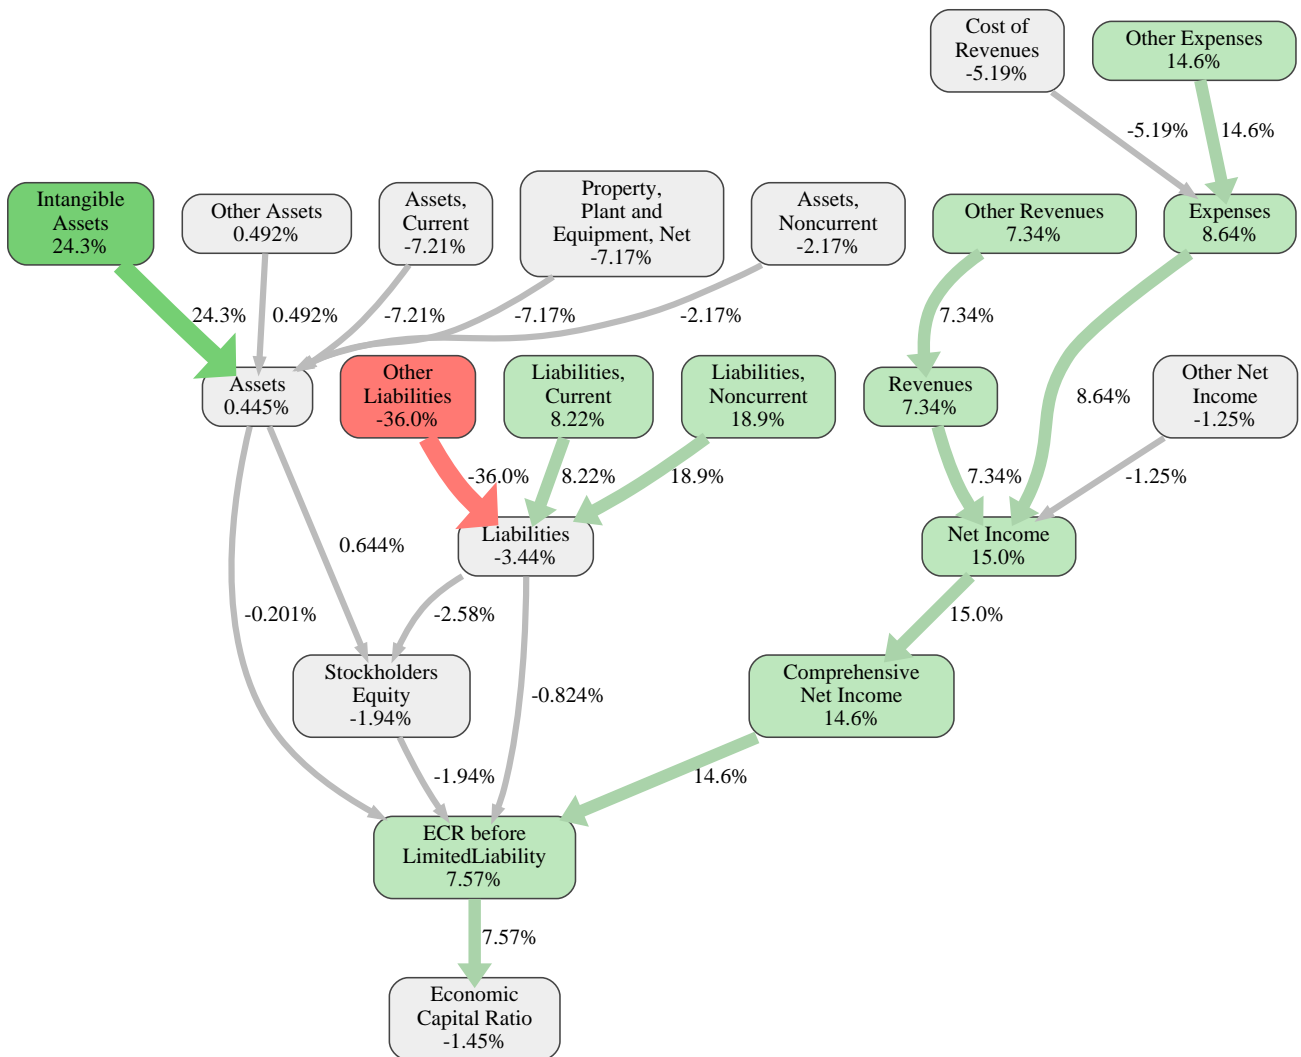 Cost of
Revenues
-5.19%
Other Expenses
14.6%
-5.19%
14.6%
Intangible
Assets
24.3%
Other Assets
0.492%
Assets,
Current
-7.21%
Property,
Plant and
Equipment, Net
-7.17%
Assets,
Noncurrent
-2.17%
Other Revenues
7.34%
Expenses
8.64%
24.3%
0.492%
-7.21%
-7.17%
-2.17%
7.34%
8.64%
Assets
0.445%
Other
Liabilities
-36.0%
Liabilities,
Current
8.22%
Liabilities,
Noncurrent
18.9%
Revenues
7.34%
Other Net
Income
-1.25%
-36.0%
8.22%
18.9%
7.34%
-1.25%
Liabilities
-3.44%
Net Income
15.0%
0.644%
-0.201%
-2.58%
-0.824%
15.0%
Stockholders
Equity
-1.94%
Comprehensive
Net Income
14.6%
-1.94%
14.6%
ECR before
LimitedLiability
7.57%
7.57%
Economic
Capital Ratio
-1.45%